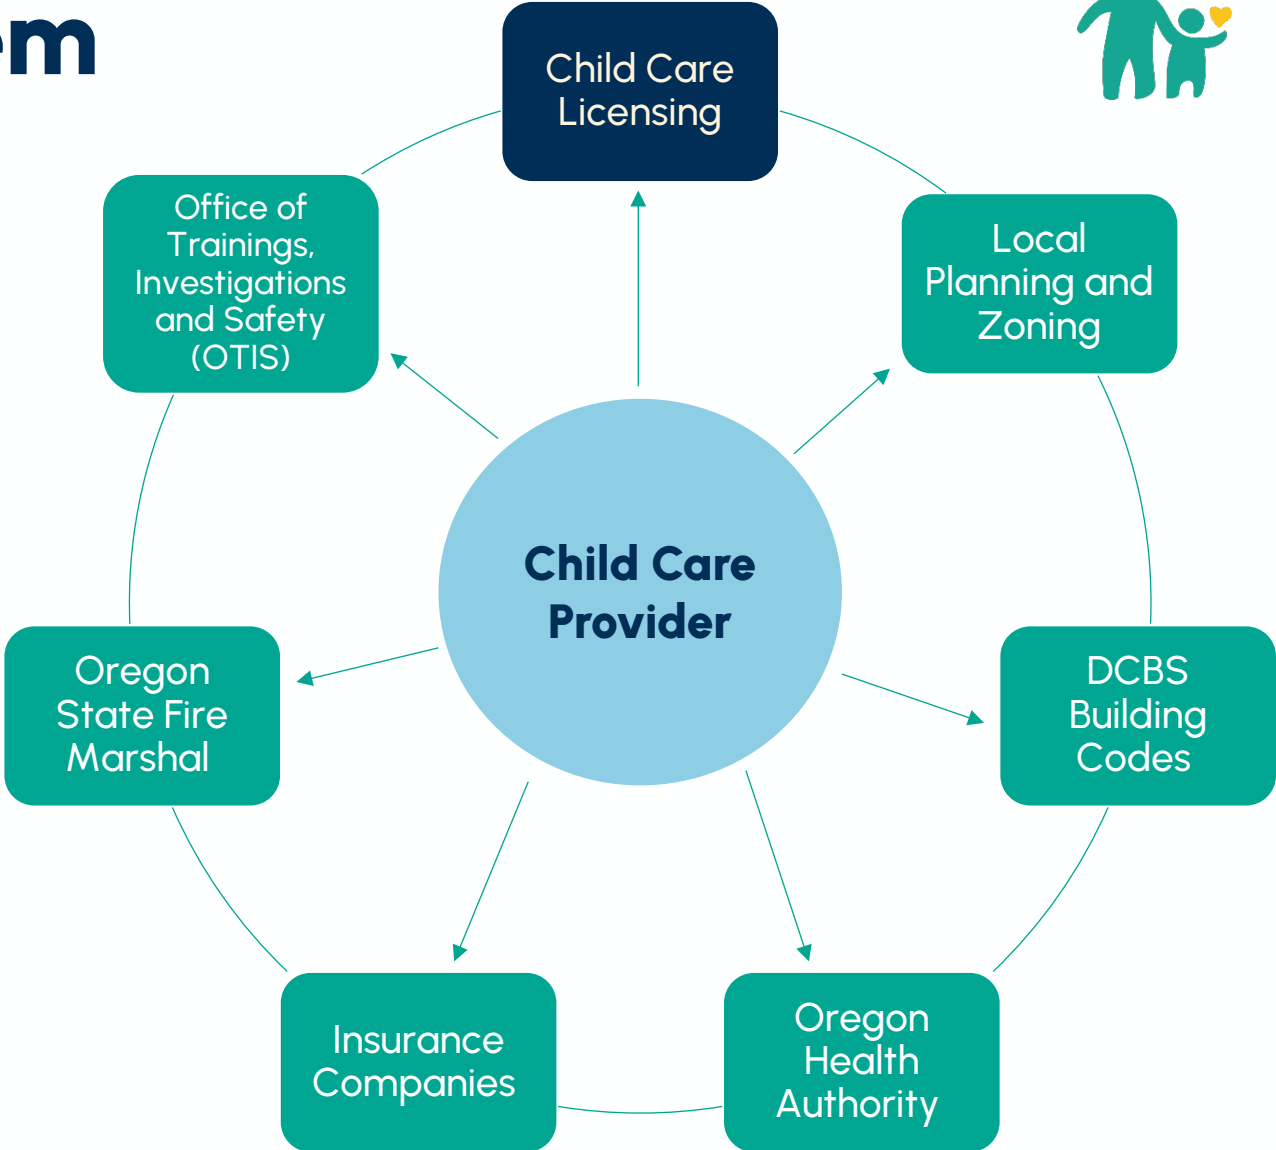 Child Care
Licensing
Local
Planning and
Zoning
DCBS
Building
Codes
Oregon
Health
Authority
Insurance
Companies
Oregon
State Fire
Marshal
Office of
Trainings,
Investigations
and Safety
(OTIS)
Child Care
Provider